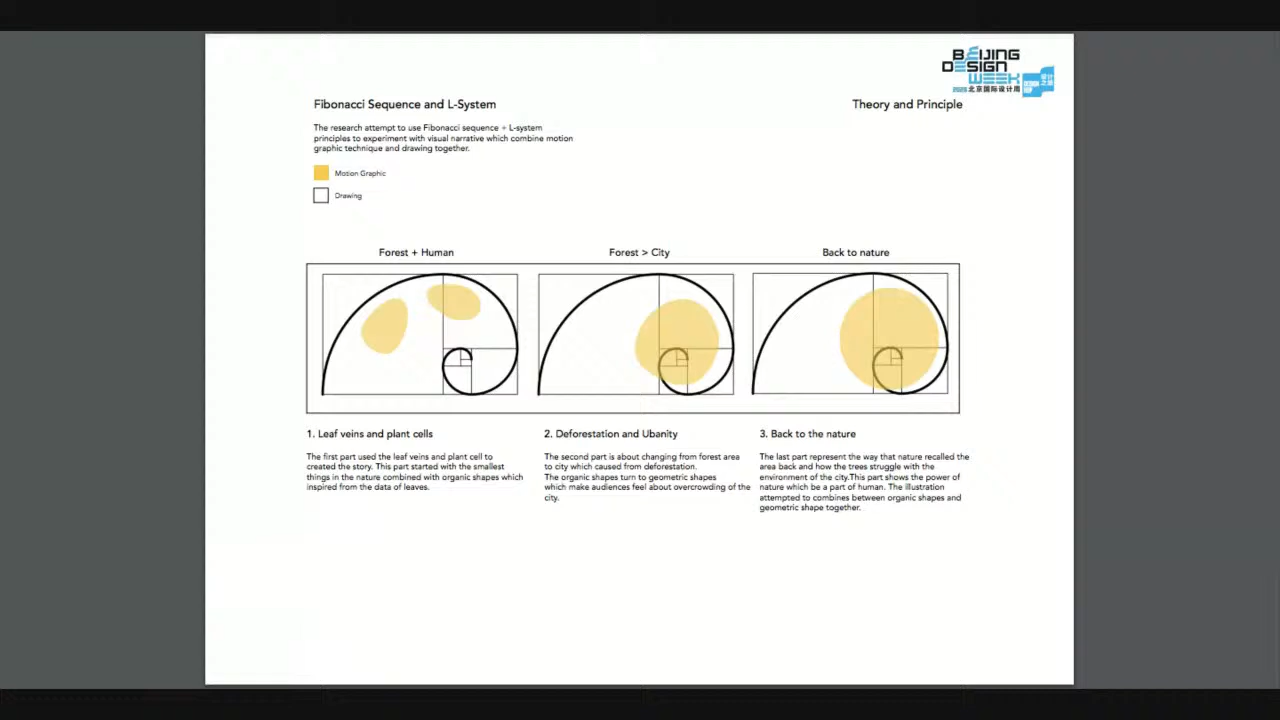 BEIJING
DESIGN
WEEK
2020 北京国际设计周
设计之旅
DESIGN HOP
Fibonacci Sequence and L-System
Theory and Principle
The research attempt to use Fibonacci sequence + L-system
principles to experiment with visual narrative which combine motion
graphic technique and drawing together.
Motion Graphic
Drawing
Forest + Human
Forest > City
Back to nature
1. Leaf veins and plant cells
The first part used the leaf veins and plant cell to
created the story. This part started with the smallest
things in the nature combined with organic shapes which
inspired from the data of leaves.
2. Deforestation and Ubanity
The second part is about changing from forest area
to city which caused from deforestation.
The organic shapes turn to geometric shapes
which make audiences feel about overcrowding of the
city.
3. Back to the nature
The last part represent the way that nature recalled the
area back and how the trees struggle with the
environment of the city.This part shows the power of
nature which be a part of human. The illustration
attempted to combines between organic shapes and
geometric shape together.